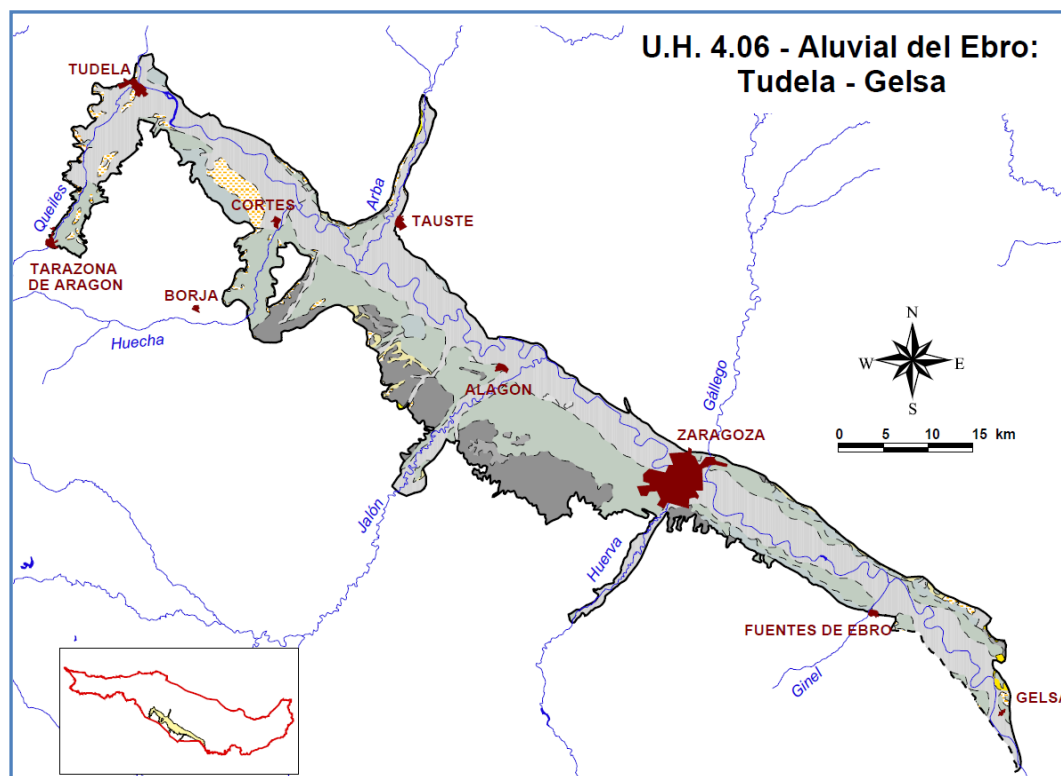 U.H. 4.06 - Aluvial del Ebro:
Tudela - Gelsa
TUDELA
Arba
Queiles
CORTES
TAUSTE
TARAZONA
DE ARAGON
BORJA
Huecha
N
W
E
S
ALAGON
Gállego
ZARAGOZA
0 5 10 15 km
Jalón
Huerva
FUENTES DE EBRO
Ginel
GELSA